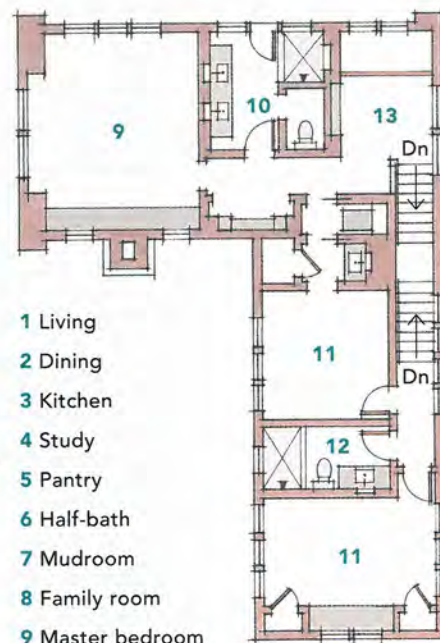 9
10
13
Dn
11
Dn
12
11
1 Living
2 Dining
3 Kitchen
4 Study
5 Pantry
6 Half-bath
7 Mudroom
8 Family room
9 Master bedroom